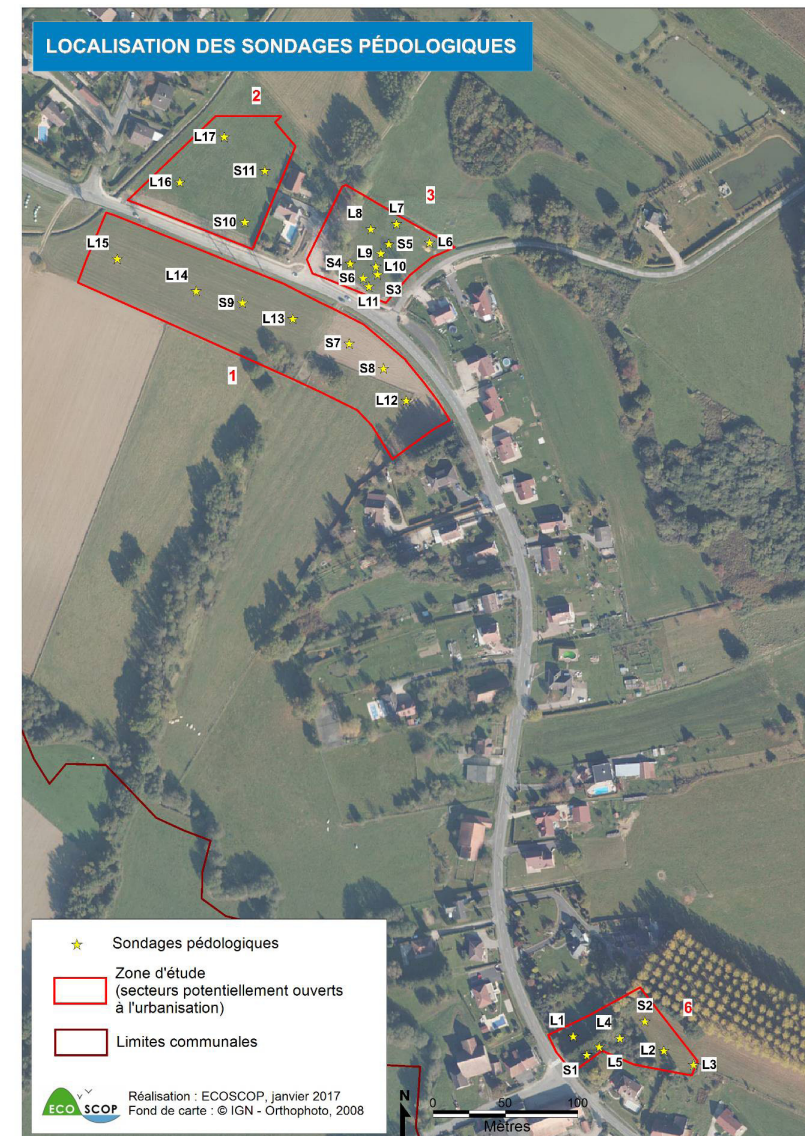 LOCALISATION DES SONDAGES PÉDOLOGIQUES
2
L17
S11
L16
S10
3
L7
L8
L6
S5
L9
S4
L10
S6
S3
L11
L15
L14
S9
L13
S7
S8
1
L12
6
S2
L1
L4
L2
L5
S1
L3
Sondages pédologiques
Zone d'étude
(secteurs potentiellement ouverts
à l'urbanisation)
Limites communales
ECO SCOP
Réalisation : ECOSCOP, janvier 2017
Fond de carte : © IGN - Orthophoto, 2008
N
0 50 100
Mètres